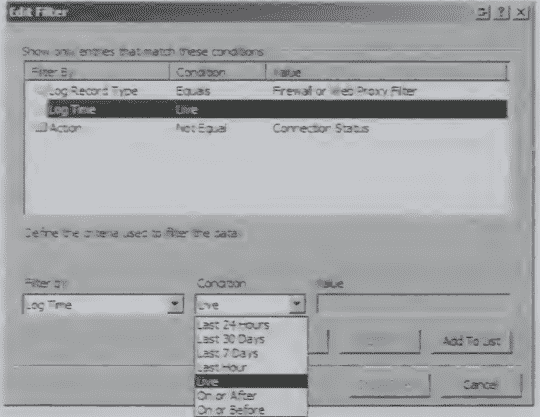 Edit Filter
Show only entries that match these conditions
Filter By Condition Value
Log Record Type Equals Firewall or Web Proxy Filter
Log Time Live
Action Not Equal Connection Status
Define the criteria used to filter the data
Filter by Condition Value
Log Time Live
Last 24 Hours
Last 30 Days
Last 7 Days
Last Hour
Live
On or After
On or Before
Add To List
Cancel